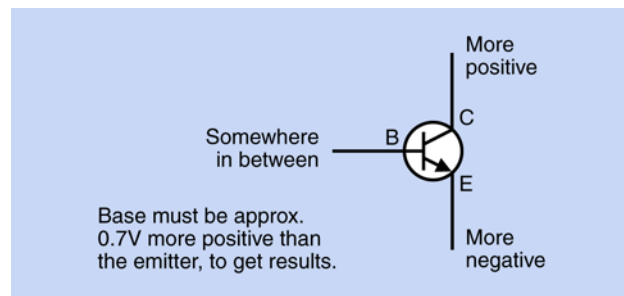 More
positive
C
Somewhere
in between
B
E
Base must be approx.
0.7V more positive than
the emitter, to get results.
More
negative